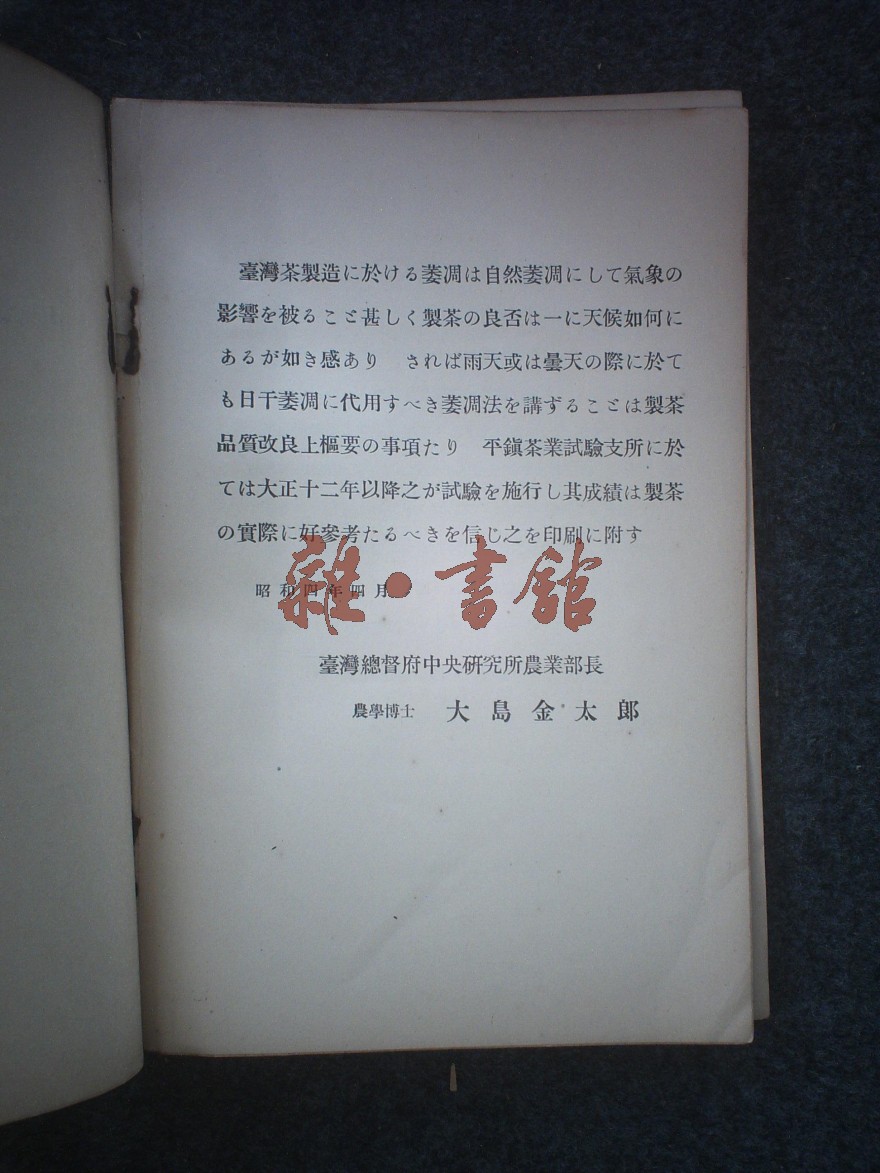 臺灣茶製造に於ける萎凋は自然萎凋にして氣象の
影響を被ること甚しく製茶の良否は一に天候如何に
あるが如き感あり　されば雨天或は曇天の際に於て
も日干萎凋に代用すべき萎凋法を講ずることは製茶
品質改良上樞要の事項たり　平鎭茶業試驗支所に於
ては大正十二年以降之が試驗を施行し其成績は製茶
の實際に好參考たるべきを信じ之を印刷に附す
昭和四年四月
雜·書館
臺灣總督府中央研究所農業部長
農學博士　大島金太郎